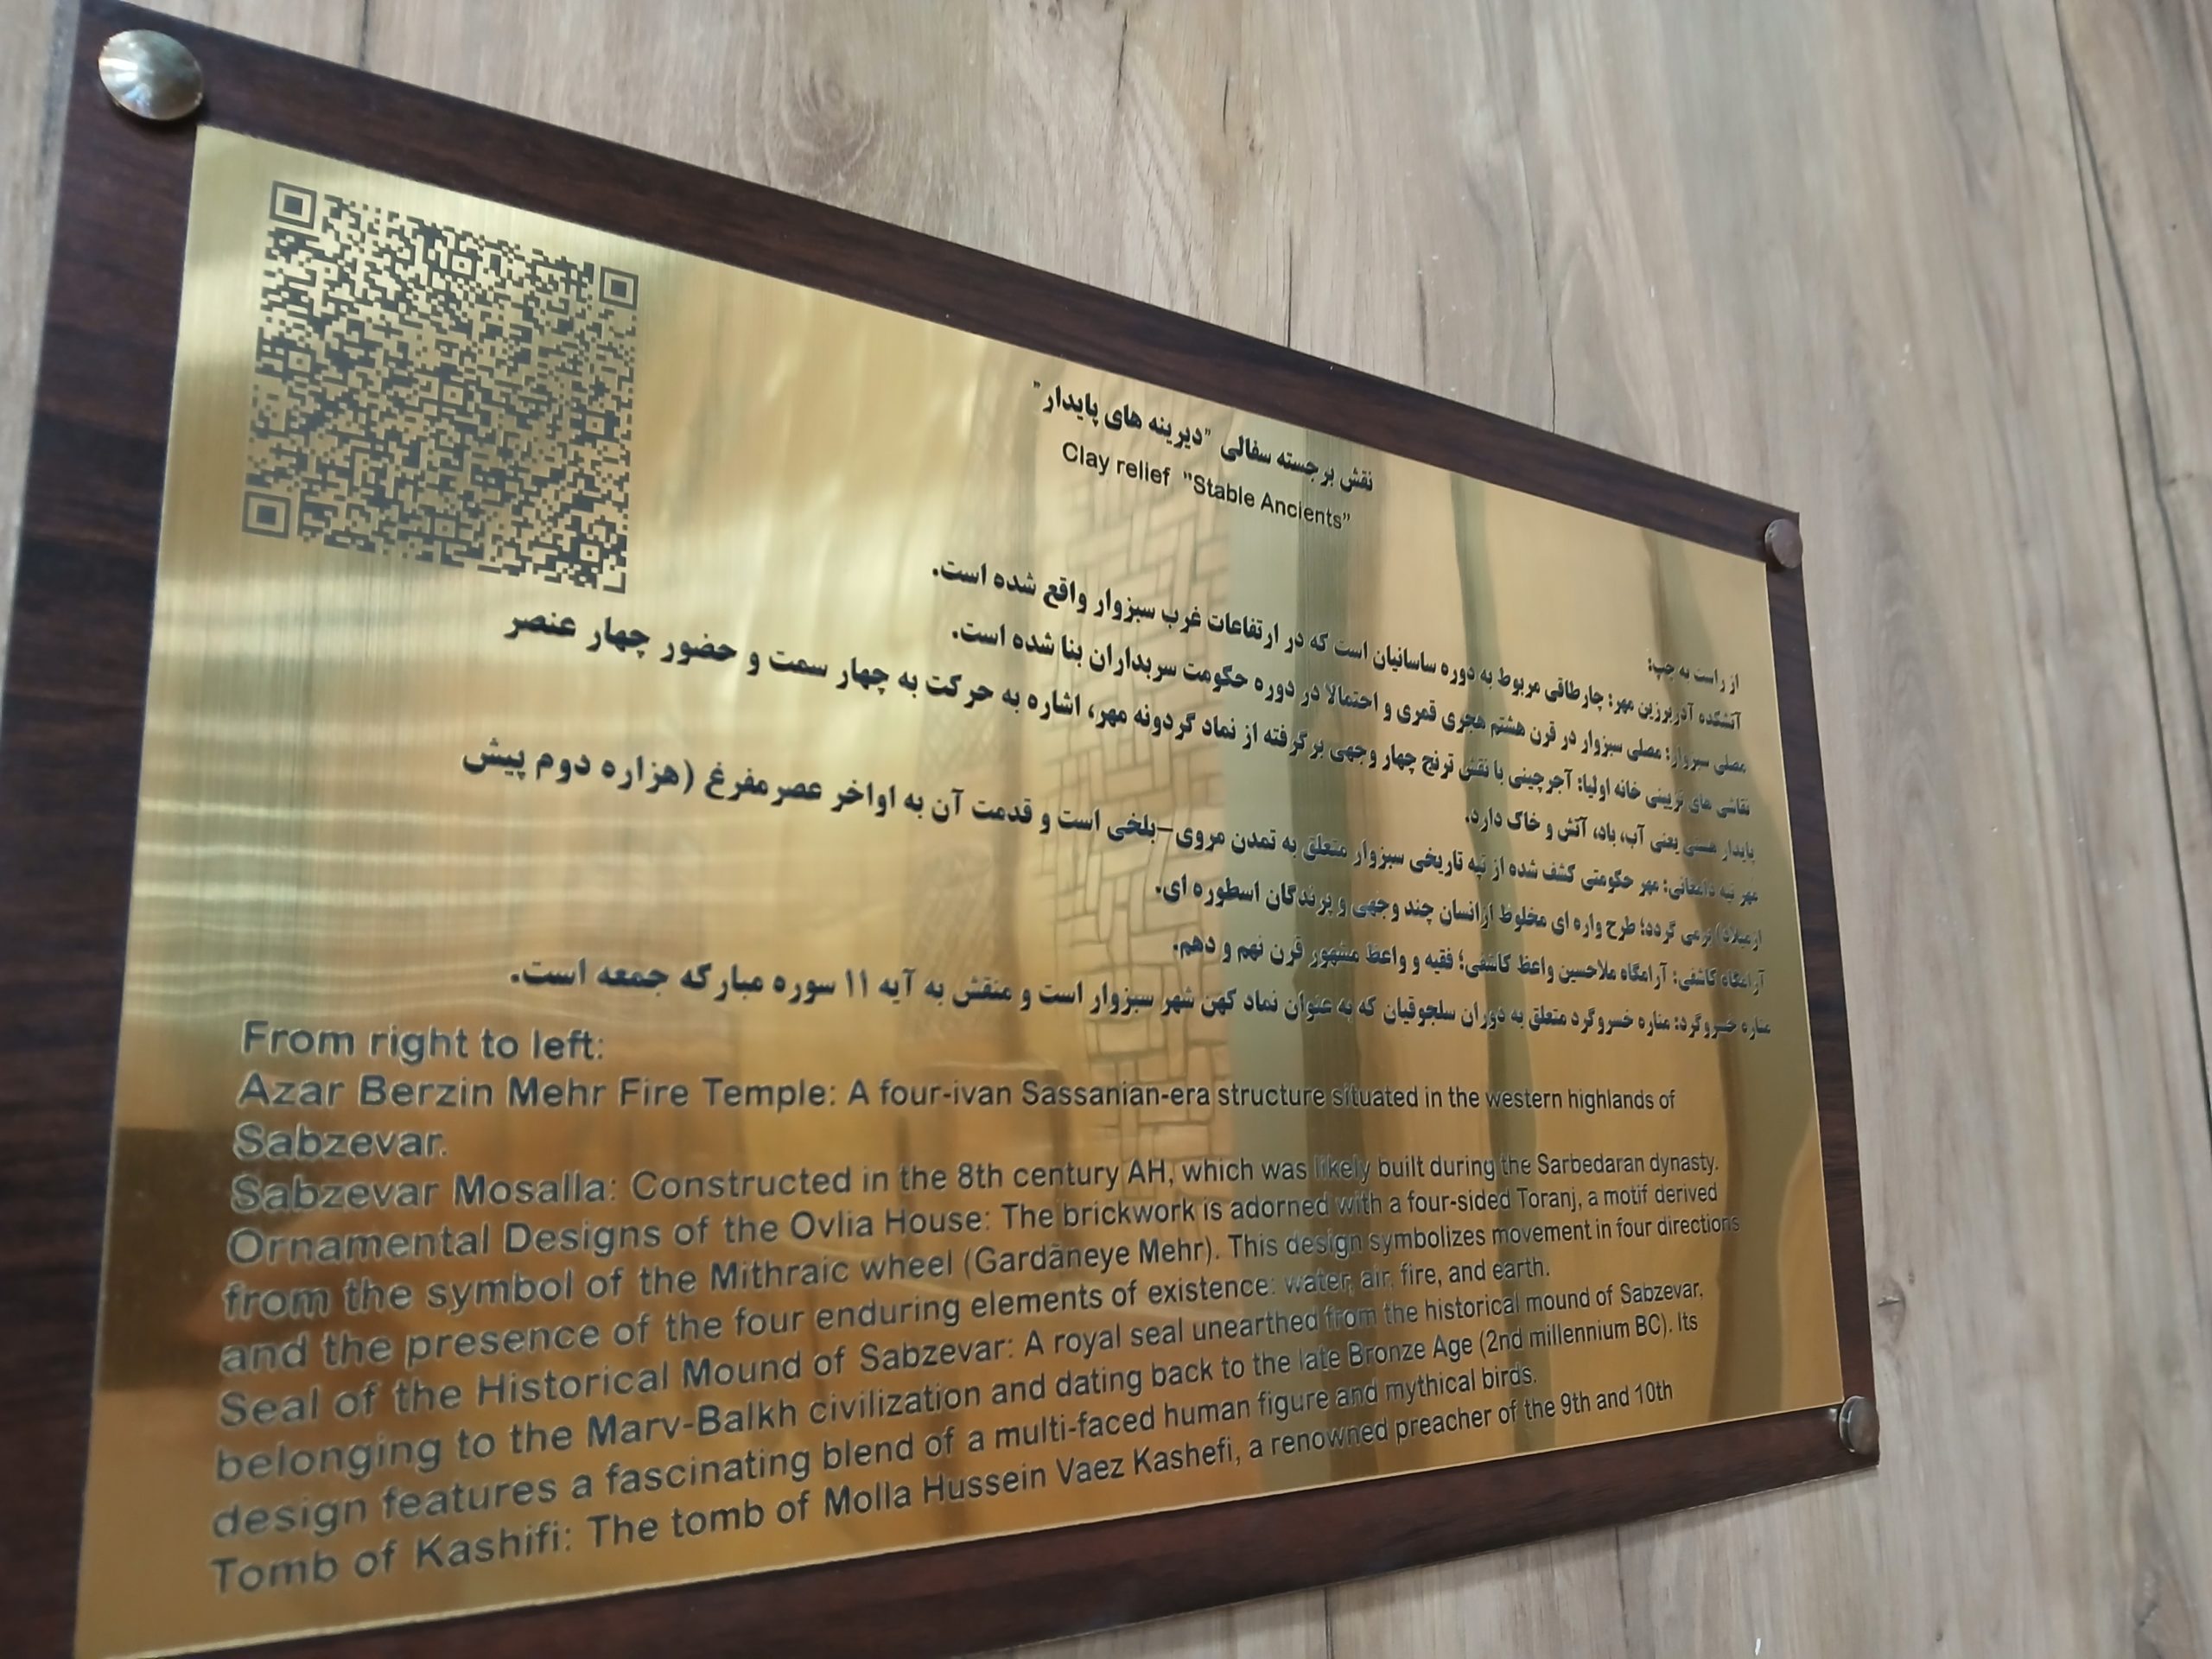 نقش برجسته سفالی "دیرینه های پایدار"
Clay relief "Stable Ancients"
از راست به چپ:
آتشکده آذربرزین مهر: چارطاقی مربوط به دوره ساسانیان است که در ارتفاعات غرب سبزوار واقع شده است.
مصلی سبزوار: مصلی سبزوار در قرن هشتم هجری قمری و احتمالا در دوره حکومت سربداران بنا شده است.
نقاشی های تزیینی خانه اولیا: آجرچینی با نقش ترنج چهار وجهی برگرفته از نماد گردونه مهر، اشاره به حرکت به چهار سمت و حضور چهار عنصر
پایدار هستی یعنی آب، باد، آتش و خاک دارد.
مهر تپه دامغانی: مهر حکومتی کشف شده از تپه تاریخی سبزوار متعلق به تمدن مروی-بلخی است و قدمت آن به اواخر عصرمفرغ (هزاره دوم پیش
ازمیلاد) برمی گردد؛ طرح واره ای مخلوط ازانسان چند وجهی و پرندگان اسطوره ای.
آرامگاه کاشفی: آرامگاه ملاحسین واعظ کاشفی؛ فقیه و واعظ مشهور قرن نهم و دهم.
مناره خسروگرد: مناره خسروگرد متعلق به دوران سلجوقیان که به عنوان نماد کهن شهر سبزوار است و منقش به آیه ۱۱ سوره مبارکه جمعه است.
From right to left:
Azar Berzin Mehr Fire Temple: A four-ivan Sassanian-era structure situated in the western highlands of
Sabzevar.
Sabzevar Mosalla: Constructed in the 8th century AH, which was likely built during the Sarbedaran dynasty.
Ornamental Designs of the Ovlia House: The brickwork is adorned with a four-sided Toranj, a motif derived
from the symbol of the Mithraic wheel (Gardāneye Mehr). This design symbolizes movement in four directions
and the presence of the four enduring elements of existence: water, air, fire, and earth.
Seal of the Historical Mound of Sabzevar: A royal seal unearthed from the historical mound of Sabzevar,
belonging to the Marv-Balkh civilization and dating back to the late Bronze Age (2nd millennium BC). Its
design features a fascinating blend of a multi-faced human figure and mythical birds.
Tomb of Kashifi: The tomb of Molla Hussein Vaez Kashefi, a renowned preacher of the 9th and 10th